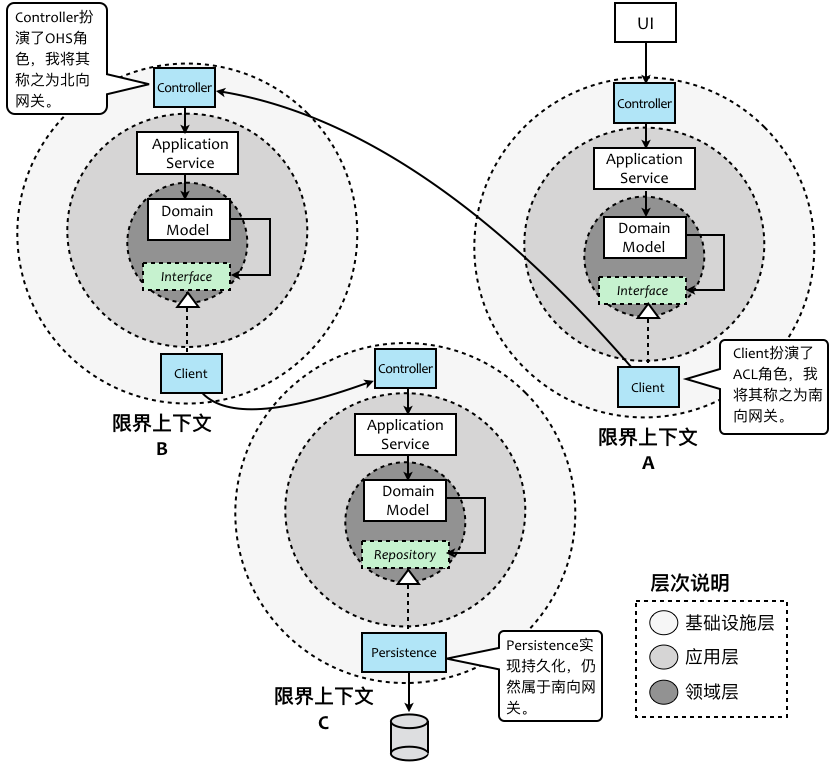 Controller扮
演了OHS角
色，我将其
称之为北向
网关。
Controller
Application
Service
Domain
Model
Interface
Client
限界上下文
B
UI
Controller
Application
Service
Domain
Model
Interface
Client
Client扮演了
ACL角色，我
将其称之为南
向网关。
限界上下文
A
Controller
Application
Service
Domain
Model
Repository
Persistence
Persistence实
现持久化，仍
然属于南向网
关。
限界上下文
C
层次说明
基础设施层
应用层
领域层